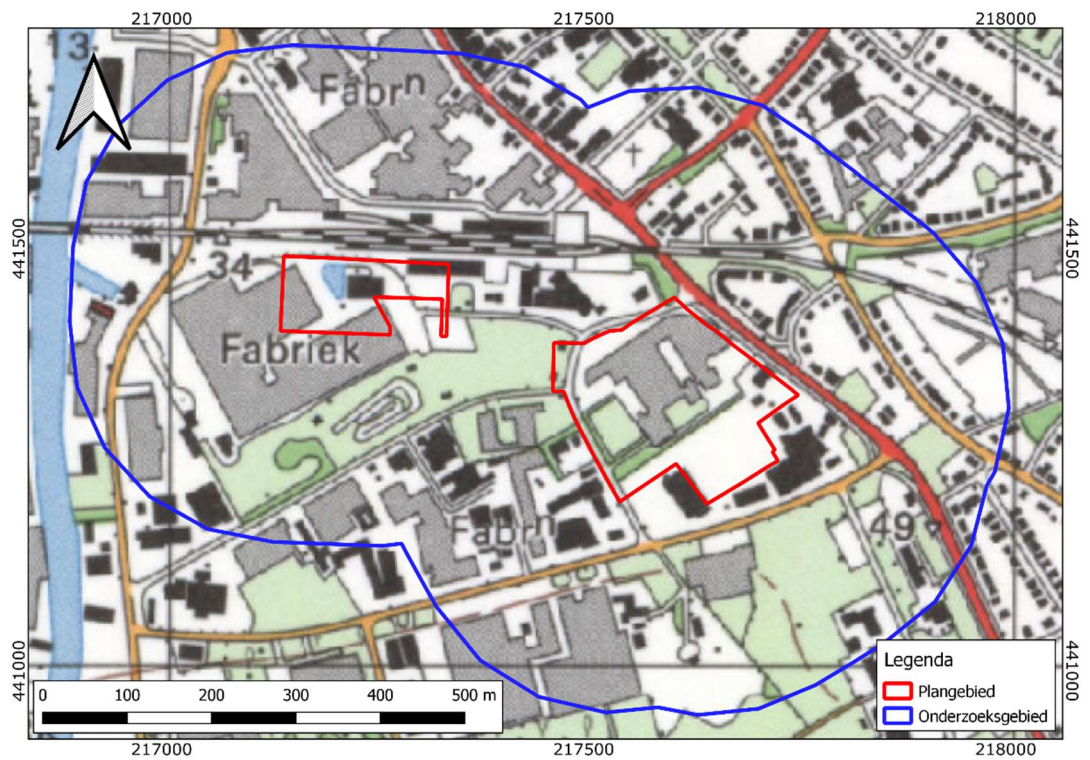 217000 217500 218000
13
Fabrn
441500 441500
34
Fabriek
Fabrn
49
441000 441000
Legenda
Plangebied
Onderzoeksgebied
0 100 200 300 400 500 m
217000 217500 218000